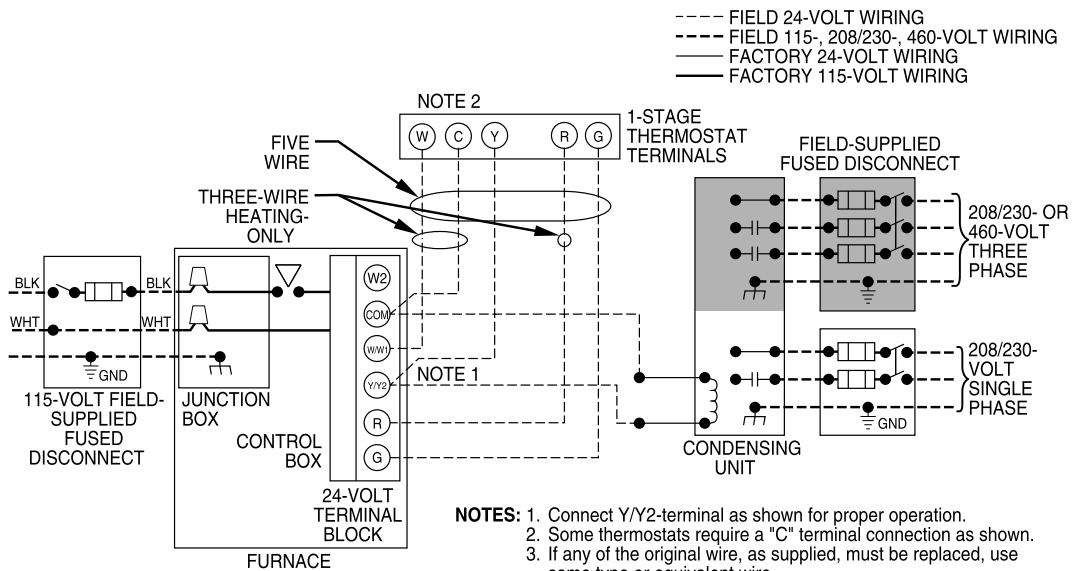 FIELD 24-VOLT WIRING
FIELD 115-, 208/230-, 460-VOLT WIRING
FACTORY 24-VOLT WIRING
FACTORY 115-VOLT WIRING
NOTE 2
W
C
Y
R
G
1-STAGE
THERMOSTAT
TERMINALS
FIVE
WIRE
THREE-WIRE
HEATING-
ONLY
FIELD-SUPPLIED
FUSED DISCONNECT
208/230- OR
460-VOLT
THREE
PHASE
BLK
BLK
WHT
WHT
GND
115-VOLT FIELD-
SUPPLIED
FUSED
DISCONNECT
JUNCTION
BOX
CONTROL
BOX
W2
COM
W/W1
Y/Y2
R
G
NOTE 1
24-VOLT
TERMINAL
BLOCK
FURNACE
208/230-
VOLT
SINGLE
PHASE
GND
CONDENSING
UNIT
NOTES: 1. Connect Y/Y2-terminal as shown for proper operation.
2. Some thermostats require a "C" terminal connection as shown.
3. If any of the original wire, as supplied, must be replaced, use
same type or equivalent wire.